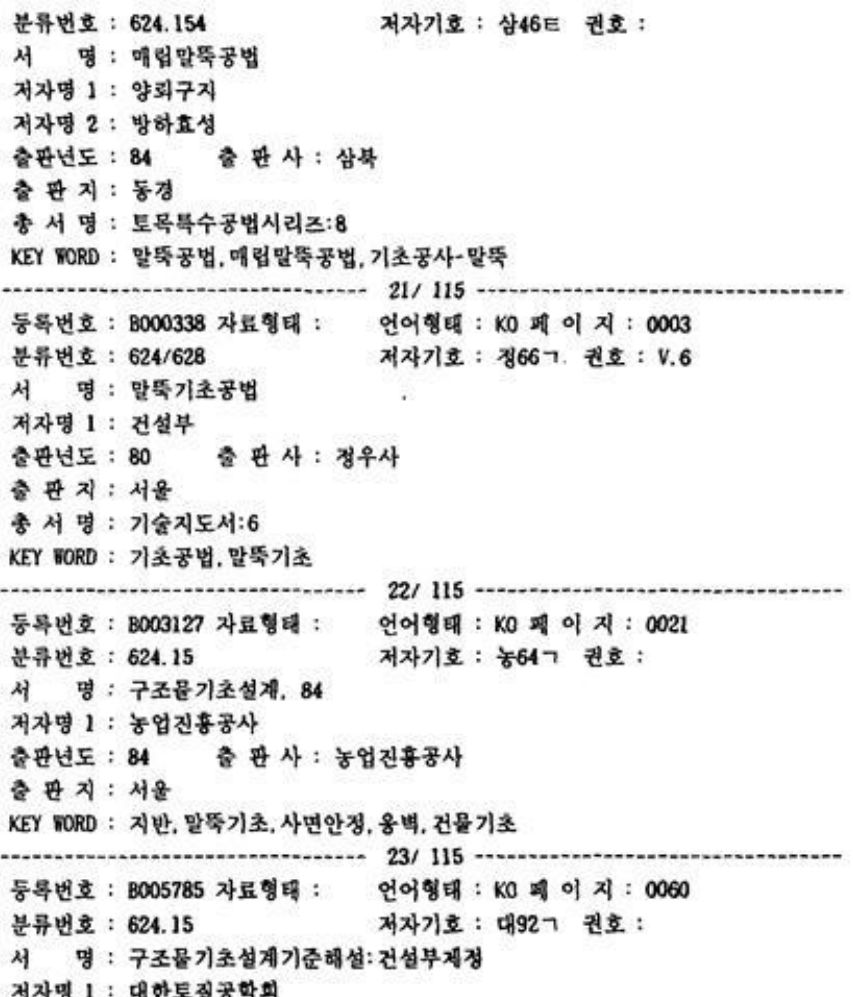 분류번호 : 624.154 저자기호 : 삼46ㅌ 권호 :
서 명 : 매립말뚝공법
저자명 1 : 양뢰구지
저자명 2 : 방하효성
출판년도 : 84 출 판 사 : 삼북
출 판 지 : 동경
총 서 명 : 토목특수공법시리즈:8
KEY WORD : 말뚝공법,매립말뚝공법,기초공사-말뚝
-------------------------------- 21/ 115 --------------------------------
등록번호 : B000338 자료형태 : 언어형태 : KO 페 이 지 : 0003
분류번호 : 624/628 저자기호 : 정66ㄱ 권호 : V.6
서 명 : 말뚝기초공법
저자명 1 : 건설부
출판년도 : 80 출 판 사 : 정우사
출 판 지 : 서울
총 서 명 : 기술지도서:6
KEY WORD : 기초공법,말뚝기초
-------------------------------- 22/ 115 --------------------------------
등록번호 : B003127 자료형태 : 언어형태 : KO 페 이 지 : 0021
분류번호 : 624.15 저자기호 : 농64ㄱ 권호 :
서 명 : 구조물기초설계, 84
저자명 1 : 농업진흥공사
출판년도 : 84 출 판 사 : 농업진흥공사
출 판 지 : 서울
KEY WORD : 지반,말뚝기초,사면안정,옹벽,건물기초
-------------------------------- 23/ 115 --------------------------------
등록번호 : B005785 자료형태 : 언어형태 : KO 페 이 지 : 0060
분류번호 : 624.15 저자기호 : 대92ㄱ 권호 :
서 명 : 구조물기초설계기준해설:건설부제정
저자명 1 : 대한토질공학회